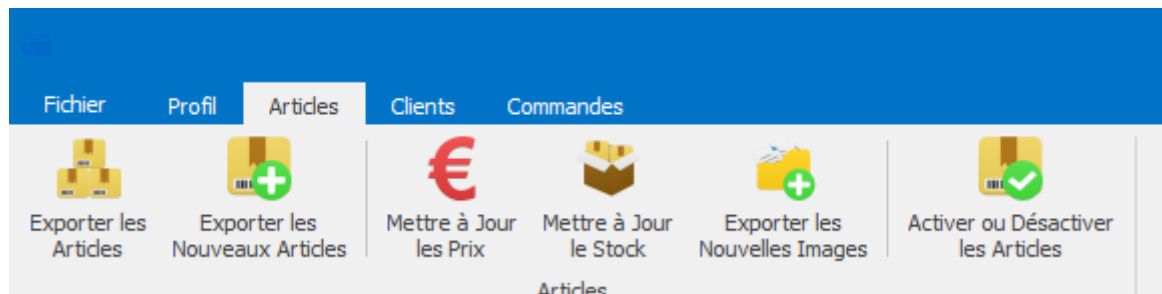 Fichier Profil Articles Clients Commandes
Exporter les Exporter les Mettre à Jour Mettre à Jour Exporter les Activer ou Désactiver
Articles Nouveaux Articles les Prix le Stock Nouvelles Images les Articles
Articles